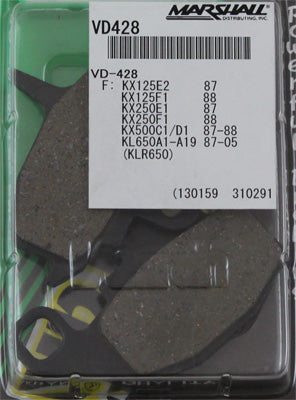 MARSHALL
DISTRIBUTING, INC.
VD428
VD-428
F: KX125E2 87
KX125F1 88
KX250E1 87
KX250F1 88
KX500C1/D1 87-88
KL650A1-A19 87-05
(KLR650)
(130159 310291